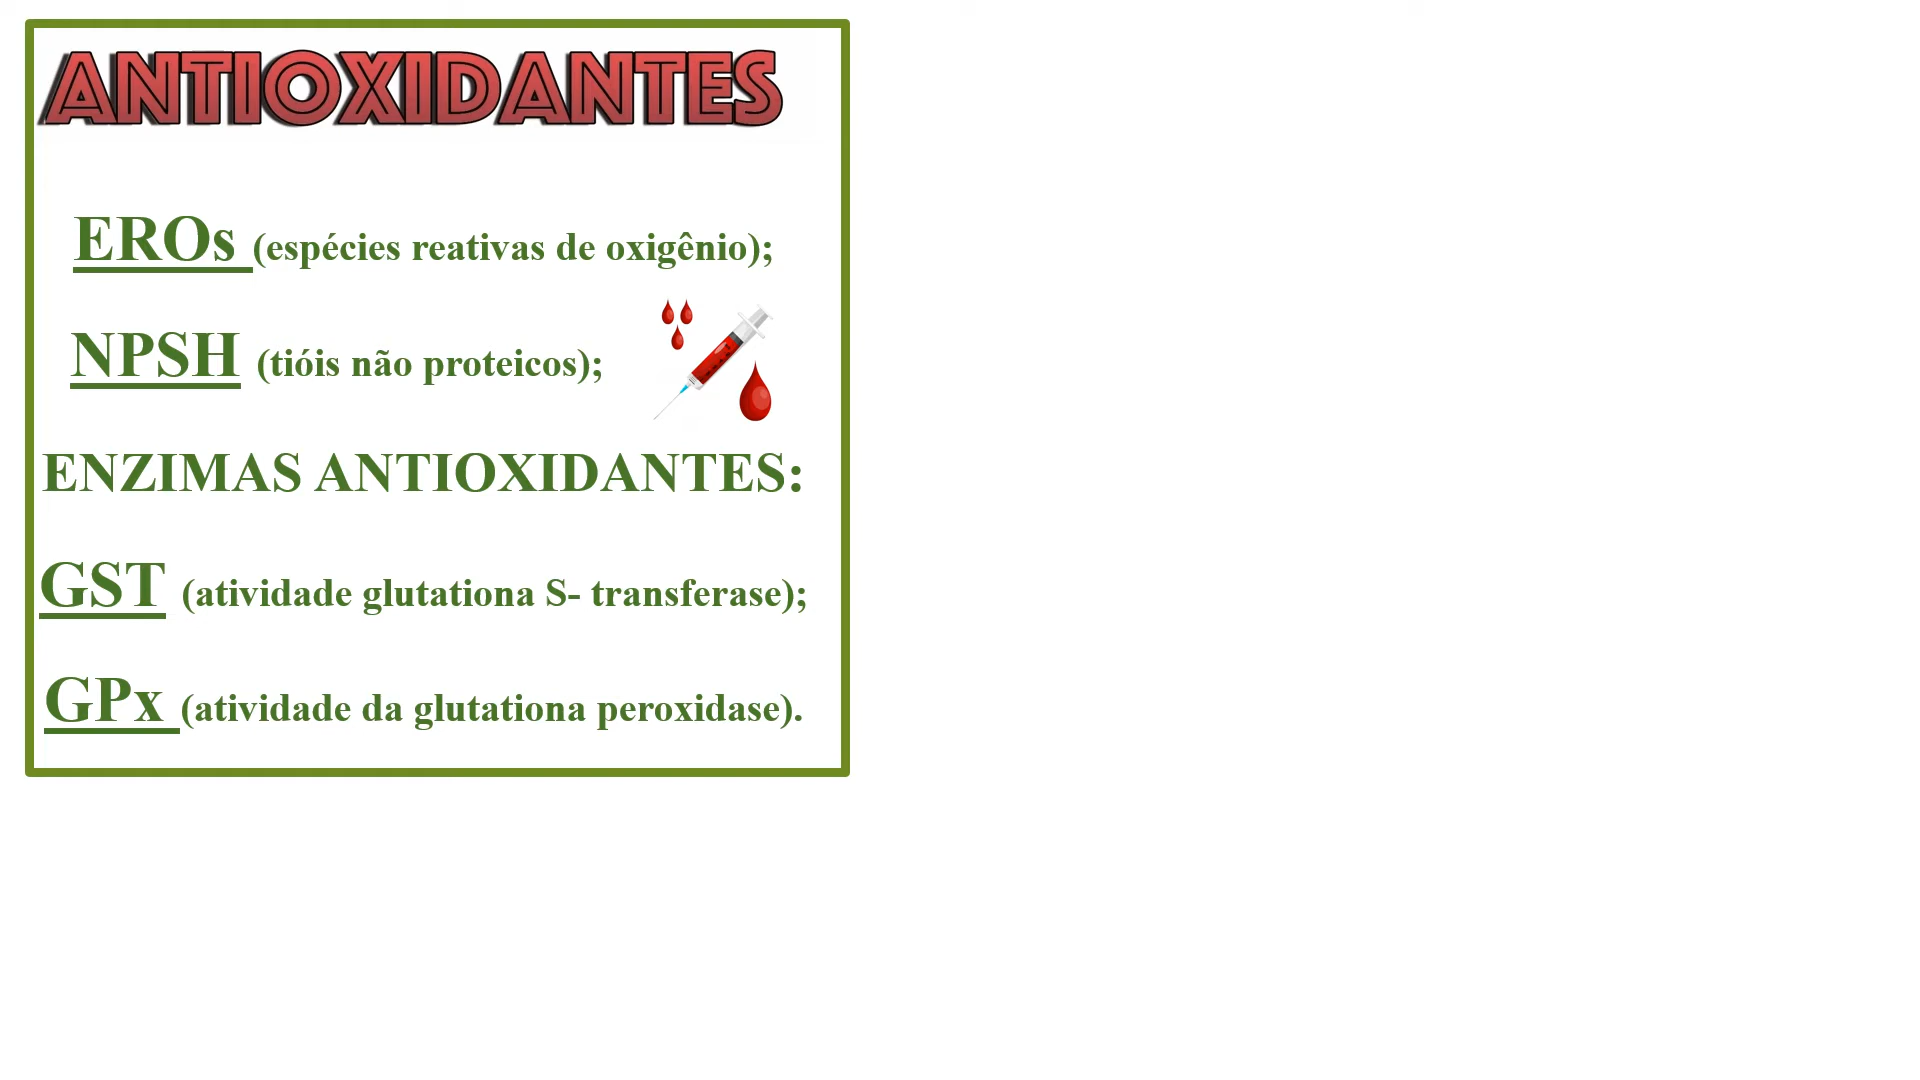 ANTIOXIDANTES
EROs (espécies reativas de oxigênio);
NPSH (tióis não proteicos);
ENZIMAS ANTIOXIDANTES:
GST (atividade glutationa S- transferase);
GPx (atividade da glutationa peroxidase).